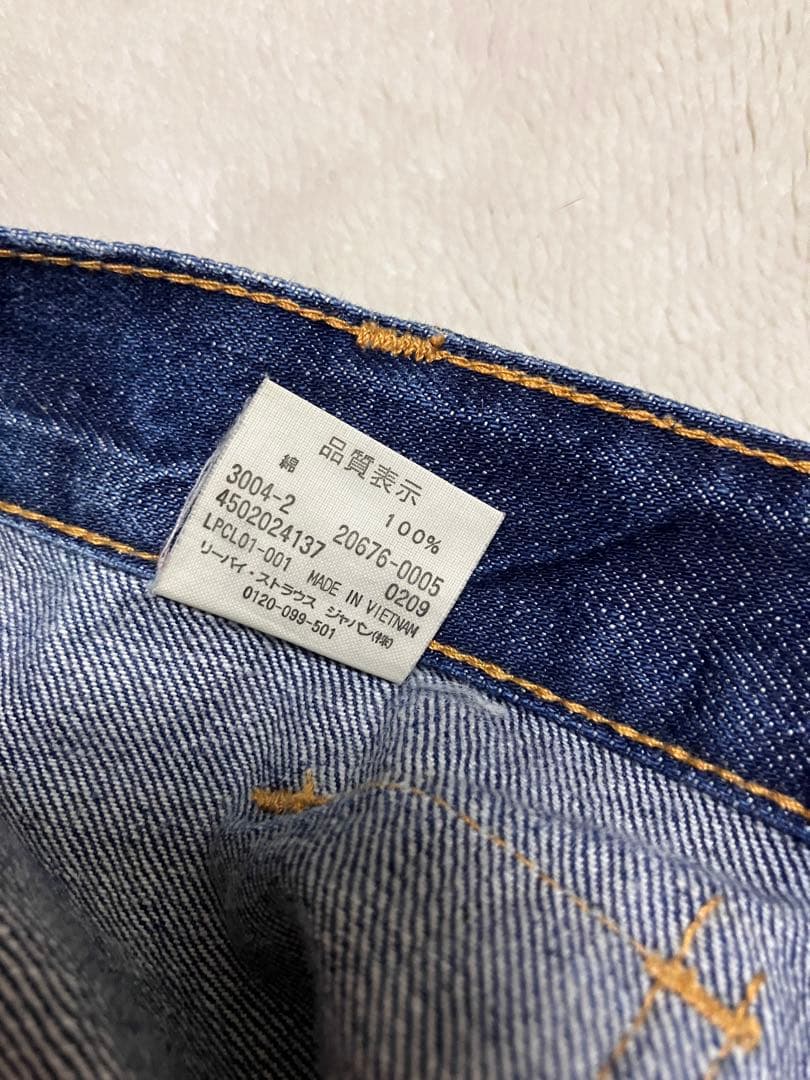 品質表示
綿 100%
3004-2 20676-0005
4502024137 0209
LPCL01-001 MADE IN VIETNAM
リーバイ・ストラウス ジャパン(株)
0120-099-501